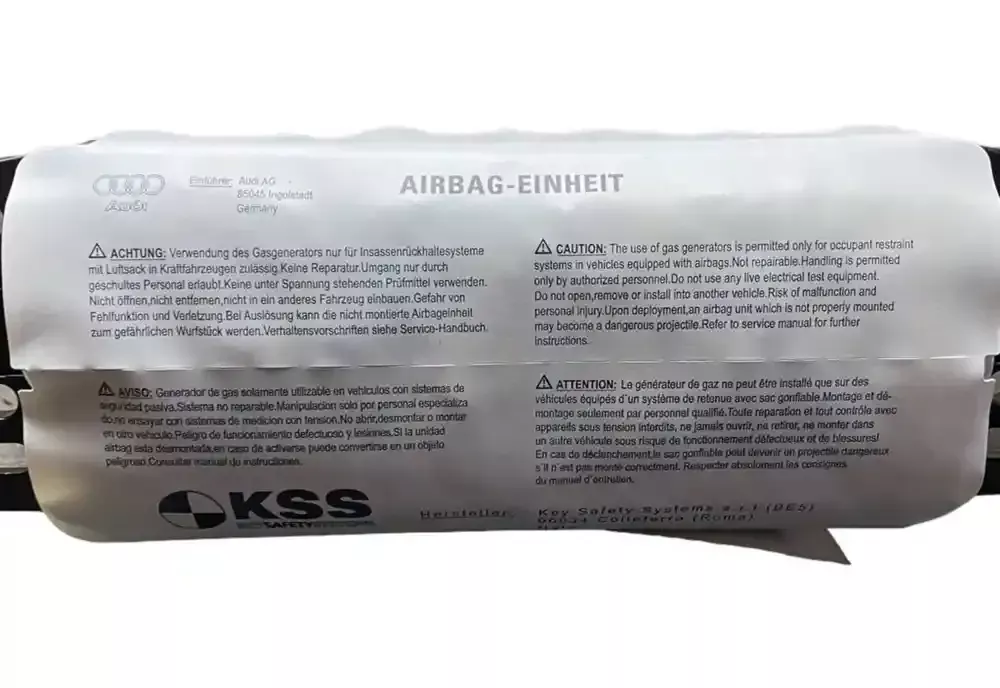 Audi
Einführer: Audi AG
85045 Ingolstadt
Germany
AIRBAG-EINHEIT
⚠ ACHTUNG: Verwendung des Gasgenerators nur für Insassenrückhaltesysteme
mit Luftsack in Kraftfahrzeugen zulässig.Keine Reparatur.Umgang nur durch
geschultes Personal erlaubt.Keine unter Spannung stehenden Prüfmittel verwenden.
Nicht öffnen,nicht entfernen,nicht in ein anderes Fahrzeug einbauen.Gefahr von
Fehlfunktion und Verletzung.Bei Auslösung kann die nicht montierte Airbageinheit
zum gefährlichen Wurfstück werden.Verhaltensvorschriften siehe Service-Handbuch.
⚠ CAUTION: The use of gas generators is permitted only for occupant restraint
systems in vehicles equipped with airbags.Not repairable.Handling is permitted
only by authorized personnel.Do not use any live electrical test equipment.
Do not open,remove or install into another vehicle.Risk of malfunction and
personal injury.Upon deployment,an airbag unit which is not properly mounted
may become a dangerous projectile.Refer to service manual for further
instructions.
⚠ AVISO: Generador de gas solamente utilizable en vehiculos con sistemas de
seguridad pasiva.Sistema no reparable.Manipulacion solo por personal especializa
do,no ensayar con sistemas de medicion con tension.No abrir,desmontar o montar
en otro vehiculo.Peligro de funcionamiento defectuoso y lesiones.Si la unidad
airbag esta desmontada,en caso de activarse puede convertirse en un objeto
peligroso.Consultar manual de instrucciones.
⚠ ATTENTION: Le générateur de gaz ne peut être installé que sur des
véhicules équipés d'un système de retenue avec sac gonflable.Montage et dé-
montage seulement par personnel qualifié.Toute reparation et tout contrôle avec
appareils sous tension interdits, ne jamais ouvrir, ne retirer, ne monter dans
un autre véhicule sous risque de fonctionnement défectueux et de blessures!
En cas de déclenchement,le sac gonflable peut devenir un projectile dangereux
s'il n'est pas monté correctment. Respecter absolument les consignes
du manuel d'entretien.
KSS
SAFETY
Hersteller:
Key Safety Systems s.r.l (DE5)
00034 Colleferro (Roma)